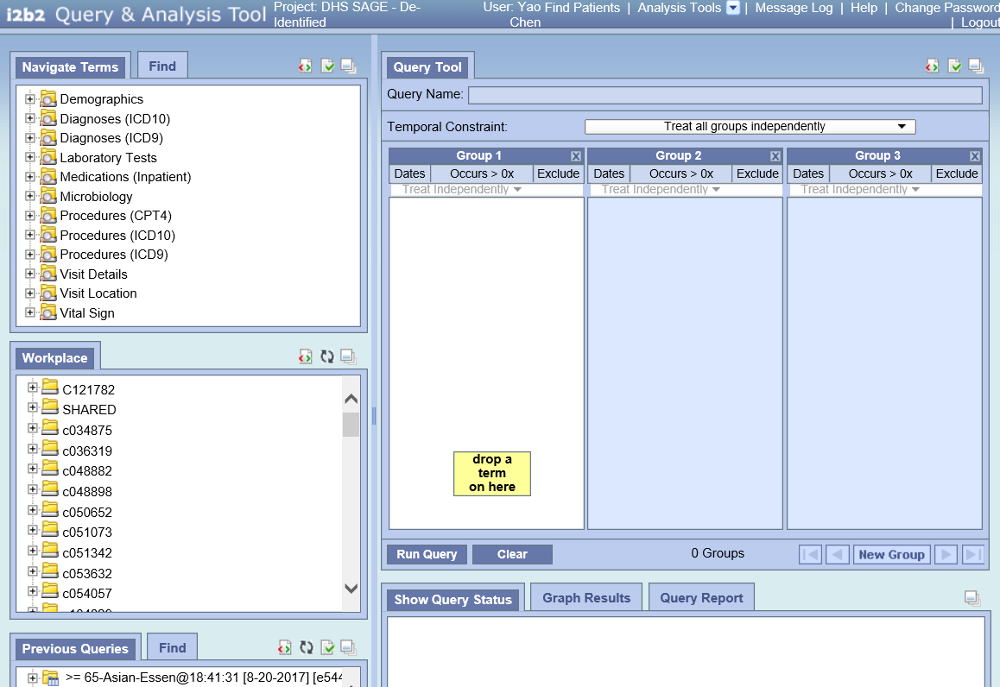 i2b2 Query & Analysis Tool
Project: DHS SAGE - De-
Identified
User: Yao
Chen
Find Patients | Analysis Tools | Message Log | Help | Change Password
| Logout
Navigate Terms
Find
Demographics
Diagnoses (ICD10)
Diagnoses (ICD9)
Laboratory Tests
Medications (Inpatient)
Microbiology
Procedures (CPT4)
Procedures (ICD10)
Procedures (ICD9)
Visit Details
Visit Location
Vital Sign
Workplace
C121782
SHARED
c034875
c036319
c048882
c048898
c050652
c051073
c051342
c053632
c054057
Previous Queries
Find
>= 65-Asian-Essen@18:41:31 [8-20-2017] [e544
Query Tool
Query Name:
Temporal Constraint:
Treat all groups independently
Group 1
Dates
Occurs > 0x
Exclude
Treat Independently
drop a
term
on here
Group 2
Dates
Occurs > 0x
Exclude
Treat Independently
Group 3
Dates
Occurs > 0x
Exclude
Treat Independently
Run Query
Clear
0 Groups
New Group
Show Query Status
Graph Results
Query Report